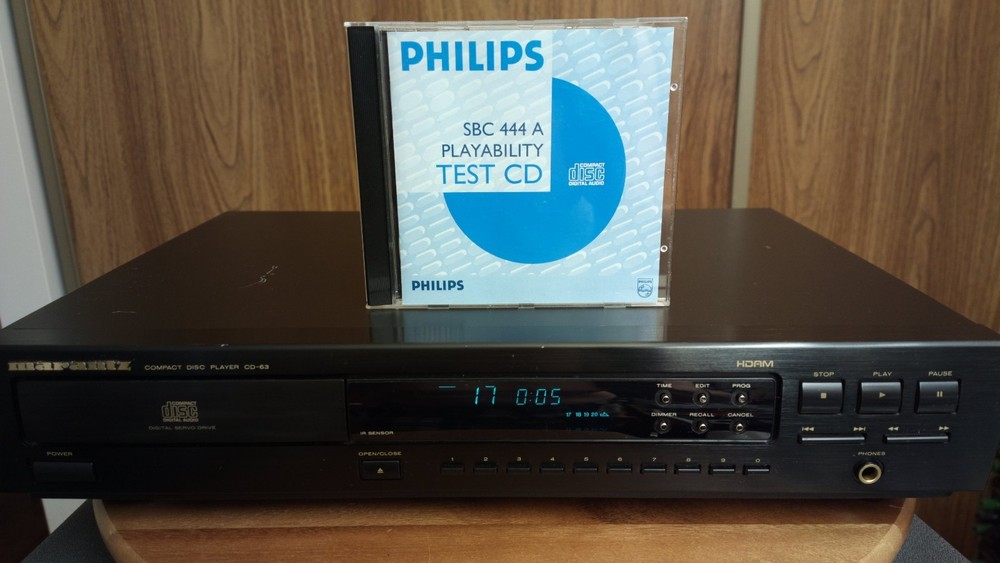 PHILIPS
SBC 444 A
PLAYABILITY
TEST CD
COMPACT
disc
DIGITAL AUDIO
PHILIPS
PHILIPS
marantz COMPACT DISC PLAYER CD-63
HDAM
STOP PLAY PAUSE
COMPACT
disc
DIGITAL AUDIO
DIGITAL SERVO DRIVE
17 0:05
17 18 19 20
TIME EDIT PROG
DIMMER RECALL CANCEL
IR SENSOR
POWER
OPEN/CLOSE
1 2 3 4 5 6 7 8 9 0
PHONES